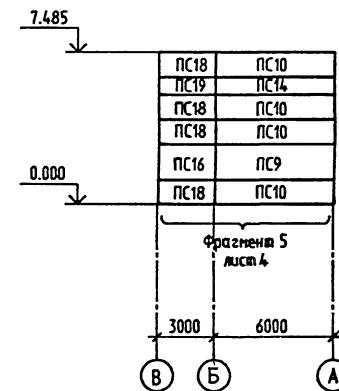 7.485
ПС18 ПС10
ПС19 ПС14
ПС18 ПС10
ПС18 ПС10
ПС16 ПС9
0.000
ПС18 ПС10
Фрагмент 5
лист 4
3000 6000
В Б А